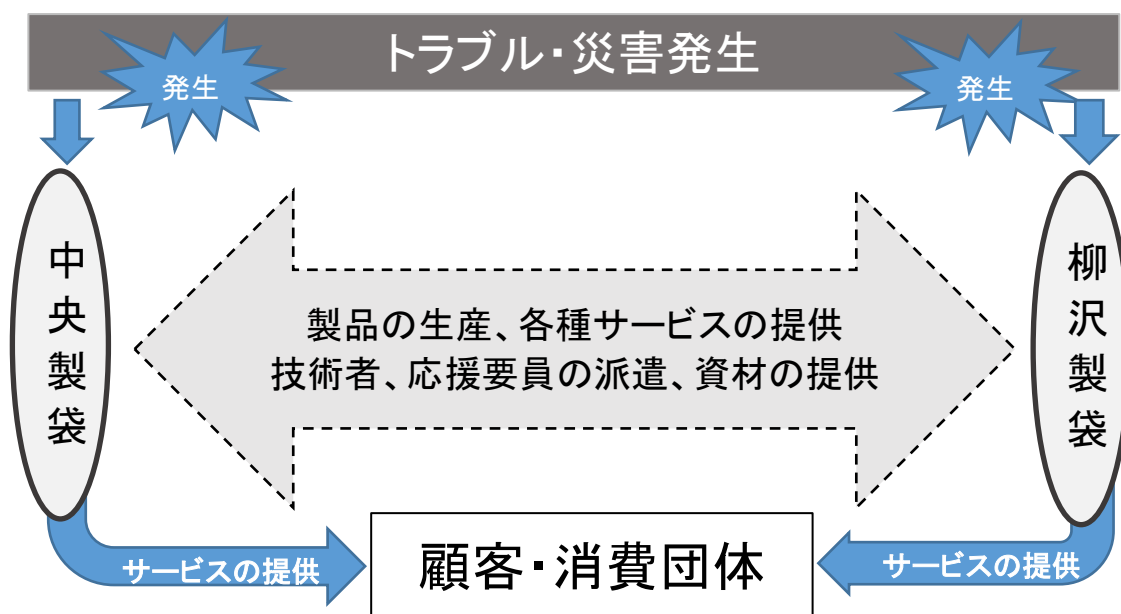 トラブル・災害発生
発生
発生
中央製袋
柳沢製袋
製品の生産、各種サービスの提供
技術者、応援要員の派遣、資材の提供
サービスの提供
サービスの提供
顧客・消費団体